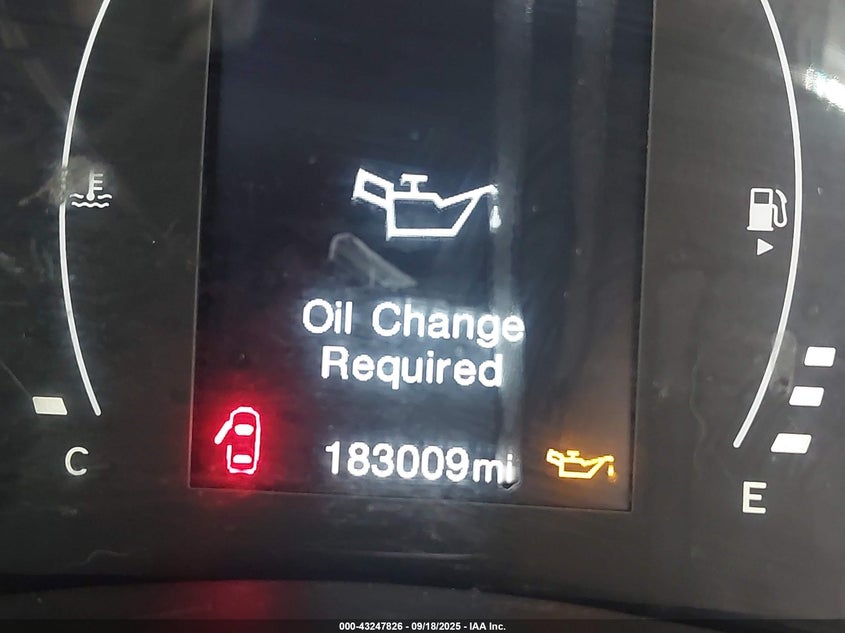 Oil Change
Required
183009mi
C
E
000-43247826 - 09/18/2025 - IAA Inc.